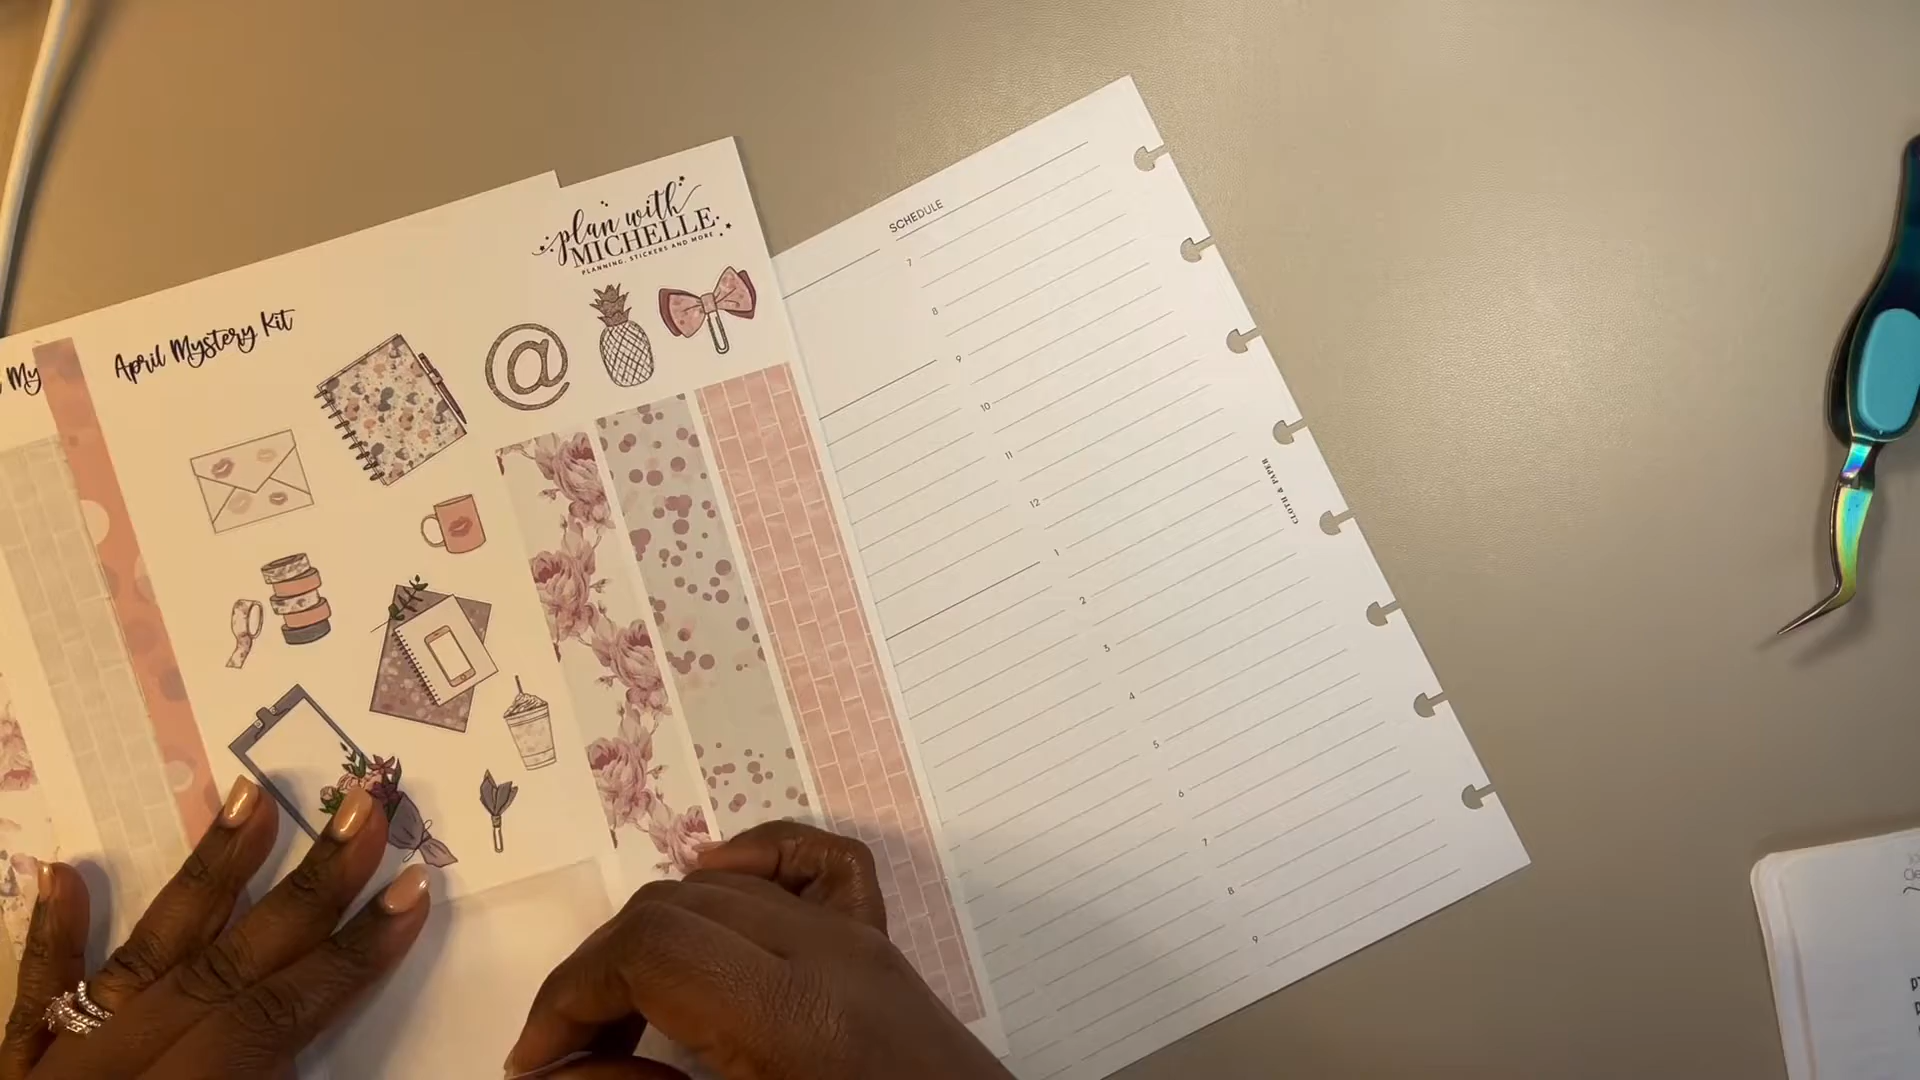 plan with
MICHELLE
PLANNING, STICKERS AND MORE
April Mystery Kit
My
@
SCHEDULE
7
8
9
10
11
12
1
2
3
4
5
6
7
8
9
CLOTH & PAPER